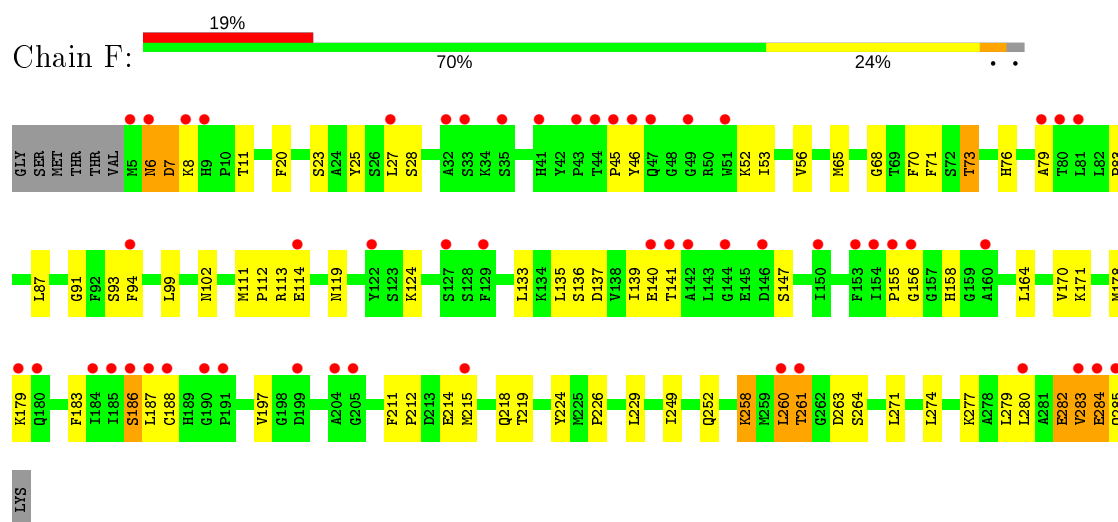 19%
Chain F:
70% 24% • •
GLY SER MET THR THR VAL M5 N6 D7 K8 H9 P10 T11 F20 S23 A24 Y25 S26 L27 S28 A32 S33 K34 S35 H41 Y42 P43 T44 P45 Y46 Q47 G48 G49 R50 W51 K52 I53 V56 M65 G68 T69 F70 F71 S72 T73 H76 A79 T80 L81 L82 P83
L87 G91 F92 S93 F94 L99 N102 M111 P112 R113 E114 N119 Y122 S123 K124 S127 S128 F129 L133 K134 L135 S136 D137 V138 I139 E140 T141 A142 L143 G144 E145 D146 S147 I150 F153 I154 P155 G156 G157 H158 G159 A160 L164 V170 K171 M178
K179 Q180 F183 I184 I185 S186 L187 C188 H189 G190 P191 V197 G198 D199 A204 G205 F211 P212 D213 E214 M215 Q218 T219 Y224 M225 P226 L229 I249 Q252 K258 M259 L260 T261 G262 D263 S264 L271 L274 K277 A278 L279 L280 A281 E282 V283 E284 Q285
LYS